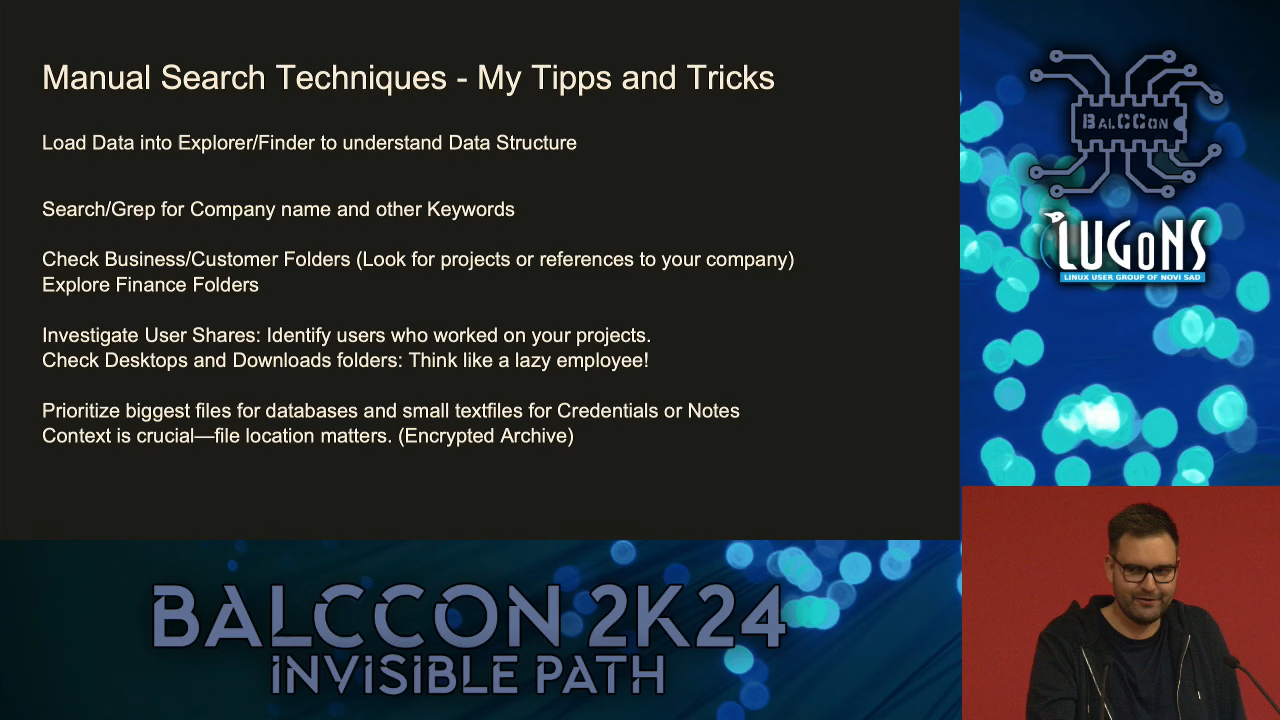 Manual Search Techniques - My Tipps and Tricks
Load Data into Explorer/Finder to understand Data Structure
Search/Grep for Company name and other Keywords
Check Business/Customer Folders (Look for projects or references to your company)
Explore Finance Folders
Investigate User Shares: Identify users who worked on your projects.
Check Desktops and Downloads folders: Think like a lazy employee!
Prioritize biggest files for databases and small textfiles for Credentials or Notes
Context is crucial—file location matters. (Encrypted Archive)
BALCCON
LUGoNS
LINUX USER GROUP OF NOVI SAD
BALCCON 2K24
INVISIBLE PATH